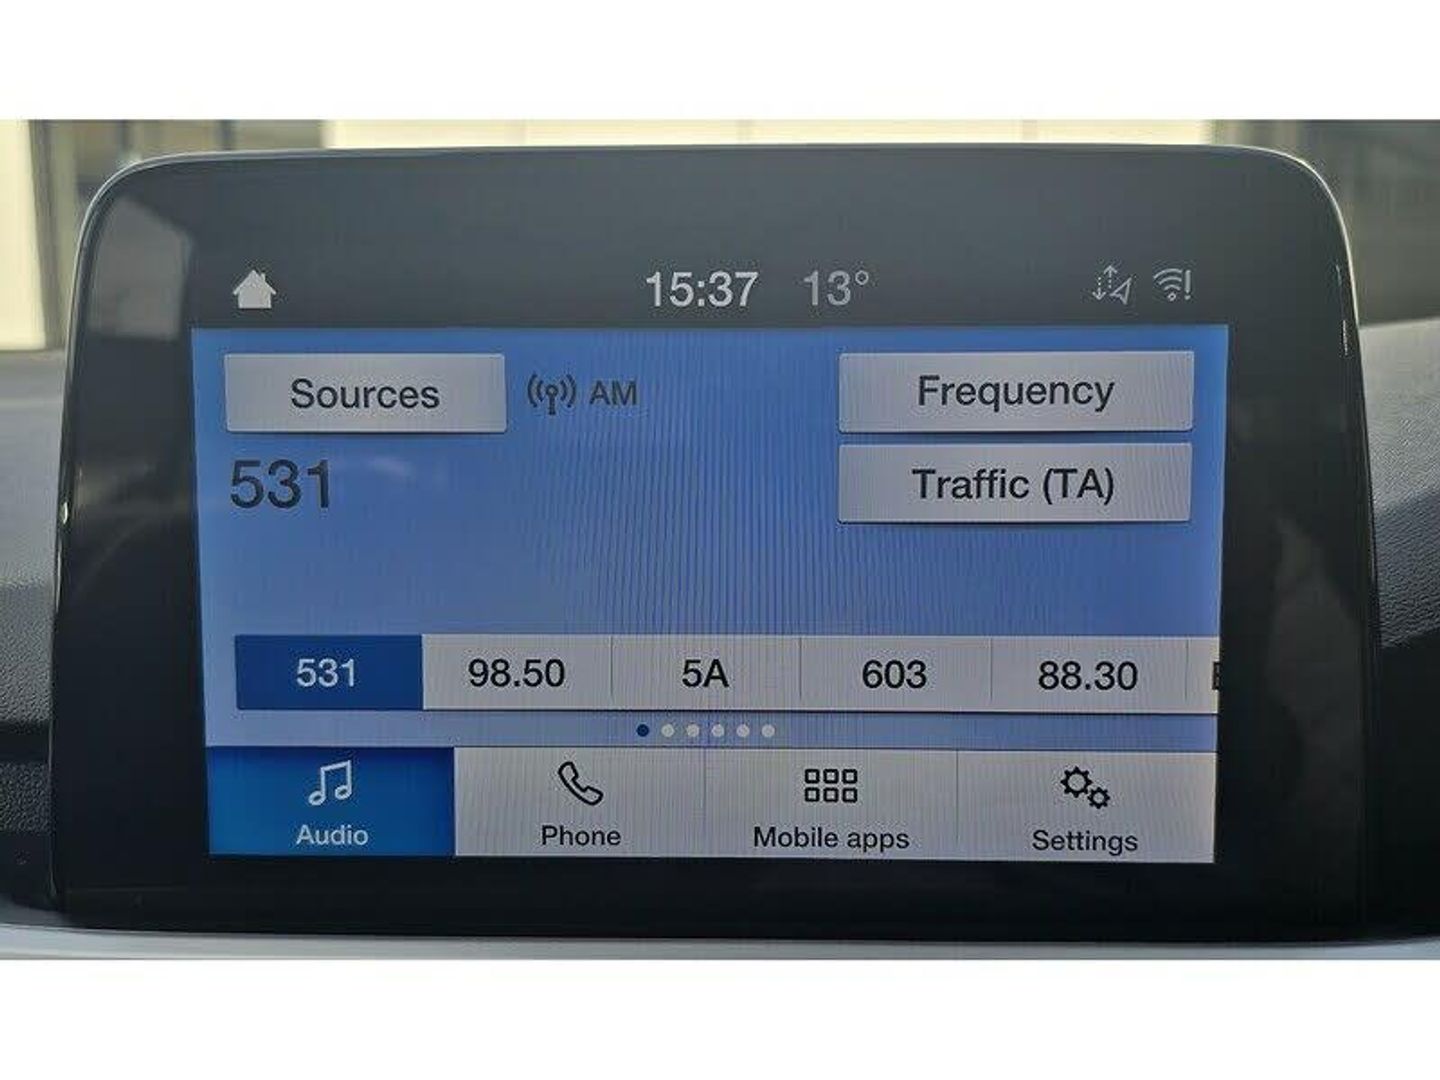 15:37 13°
Sources AM Frequency
531 Traffic (TA)
531 98.50 5A 603 88.30
Audio Phone Mobile apps Settings